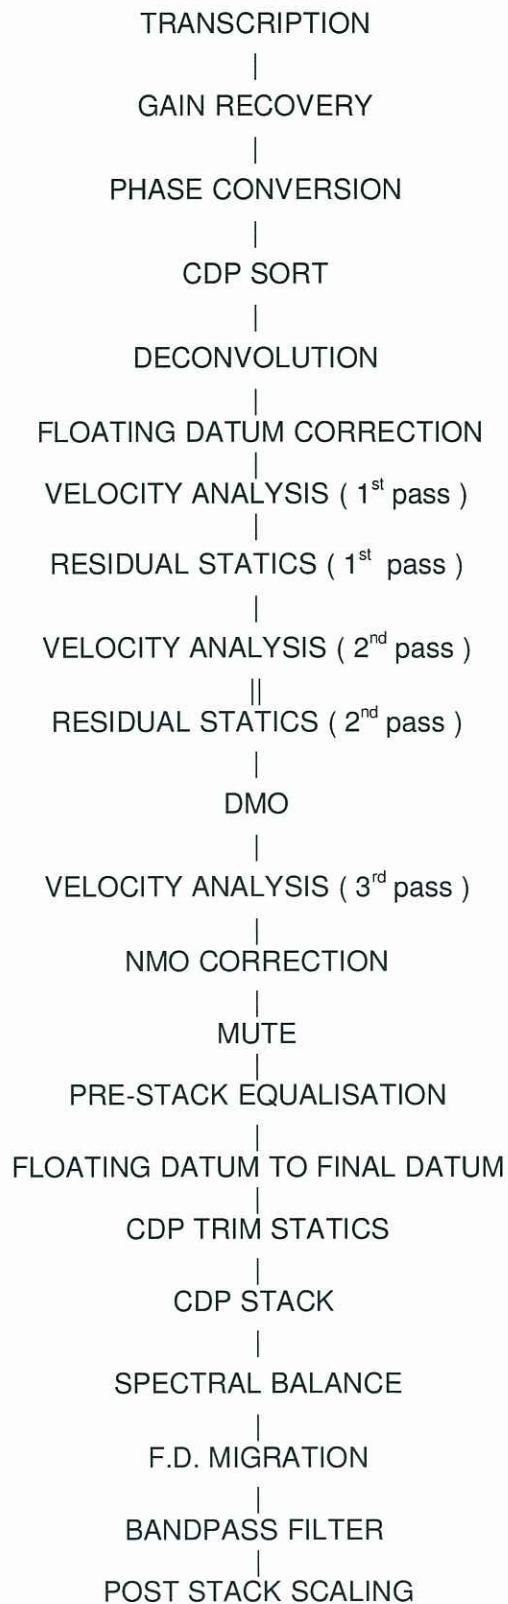 TRANSCRIPTION
|
GAIN RECOVERY
|
PHASE CONVERSION
|
CDP SORT
|
DECONVOLUTION
|
FLOATING DATUM CORRECTION
|
VELOCITY ANALYSIS ( 1st pass )
|
RESIDUAL STATICS ( 1st pass )
|
VELOCITY ANALYSIS ( 2nd pass )
||
RESIDUAL STATICS ( 2nd pass )
|
DMO
|
VELOCITY ANALYSIS ( 3rd pass )
|
NMO CORRECTION
|
MUTE
|
PRE-STACK EQUALISATION
|
FLOATING DATUM TO FINAL DATUM
|
CDP TRIM STATICS
|
CDP STACK
|
SPECTRAL BALANCE
|
F.D. MIGRATION
|
BANDPASS FILTER
|
POST STACK SCALING